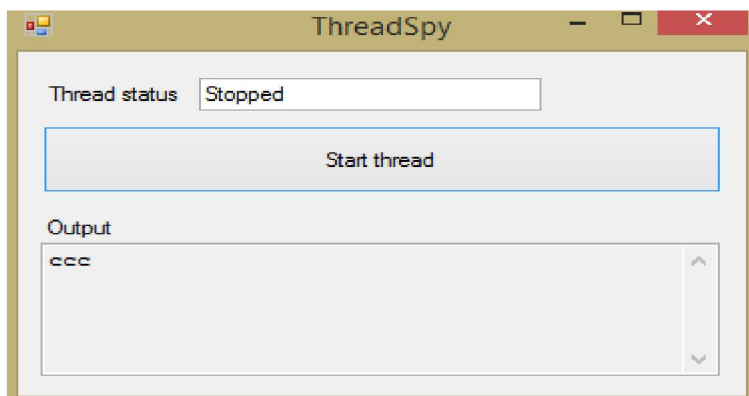 ThreadSpy
Thread status Stopped
Start thread
Output
ccc